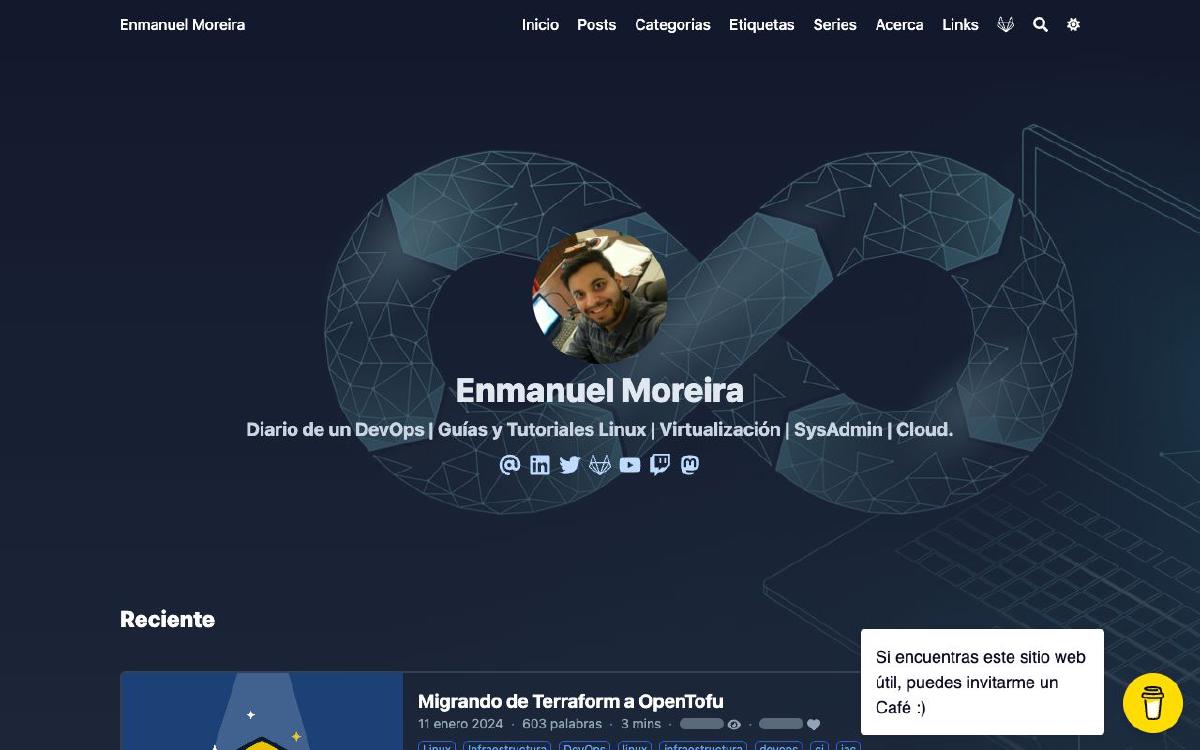 Enmanuel Moreira
Inicio Posts Categorias Etiquetas Series Acerca Links
Enmanuel Moreira
Diario de un DevOps | Guías y Tutoriales Linux | Virtualización | SysAdmin | Cloud.
Reciente
Migrando de Terraform a OpenTofu
11 enero 2024 · 603 palabras · 3 mins · ·
Linux Infraestructura DevOps linux infraestructura devops ci iac
Si encuentras este sitio web
útil, puedes invitarme un
Café :)